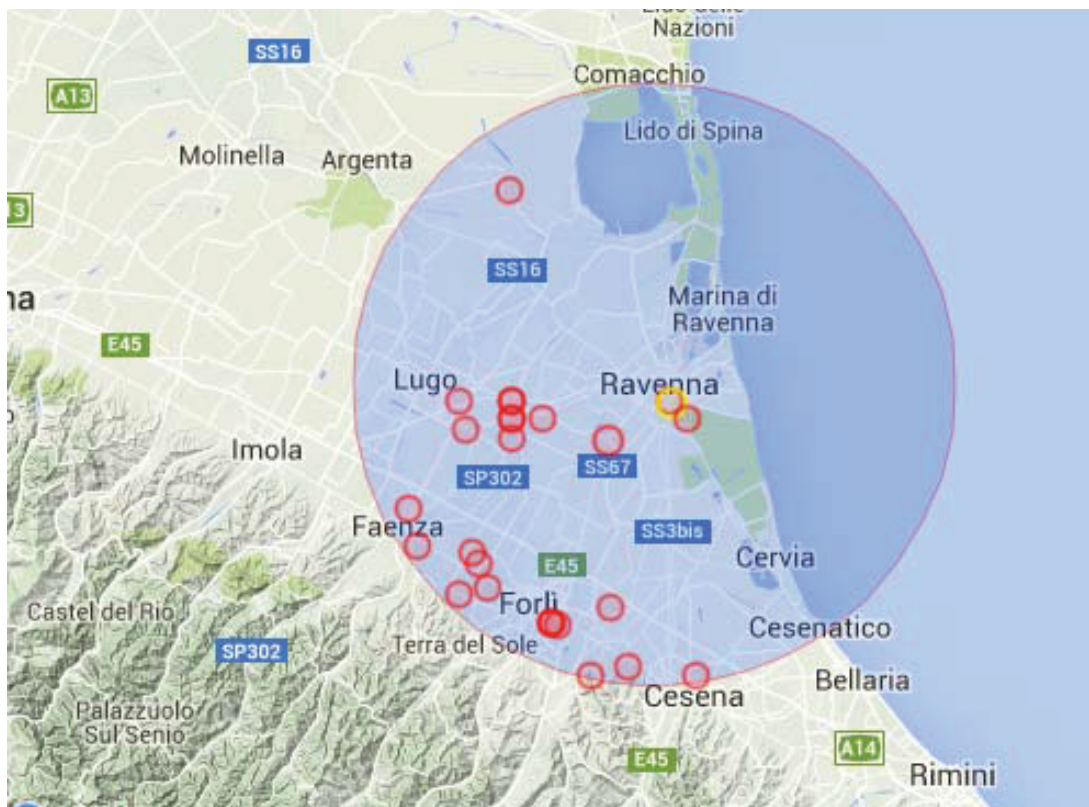 Lido delle
Nazioni
SS16
Comacchio
A13
Lido di Spina
Molinella
Argenta
SS16
Marina di
Ravenna
E45
Lugo
Ravenna
Imola
SP302
SS67
Faenza
SS3bis
E45
Cervia
Castel del Rio
Forlì
Cesenatico
Terra del Sole
SP302
Bellaria
Cesena
Palazzuolo
Sul Senio
A14
E45
Rimini